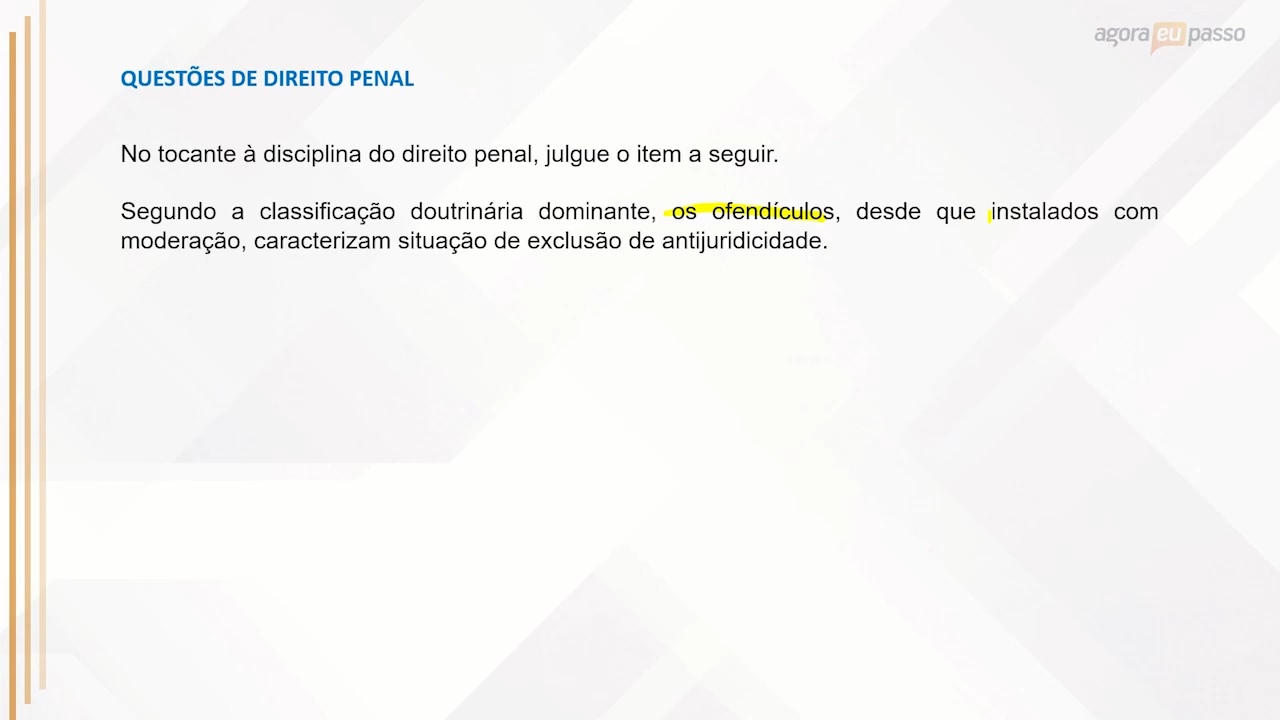 agora eu passo
QUESTÕES DE DIREITO PENAL
No tocante à disciplina do direito penal, julgue o item a seguir.
Segundo a classificação doutrinária dominante, os ofendículos, desde que instalados com
moderação, caracterizam situação de exclusão de antijuridicidade.